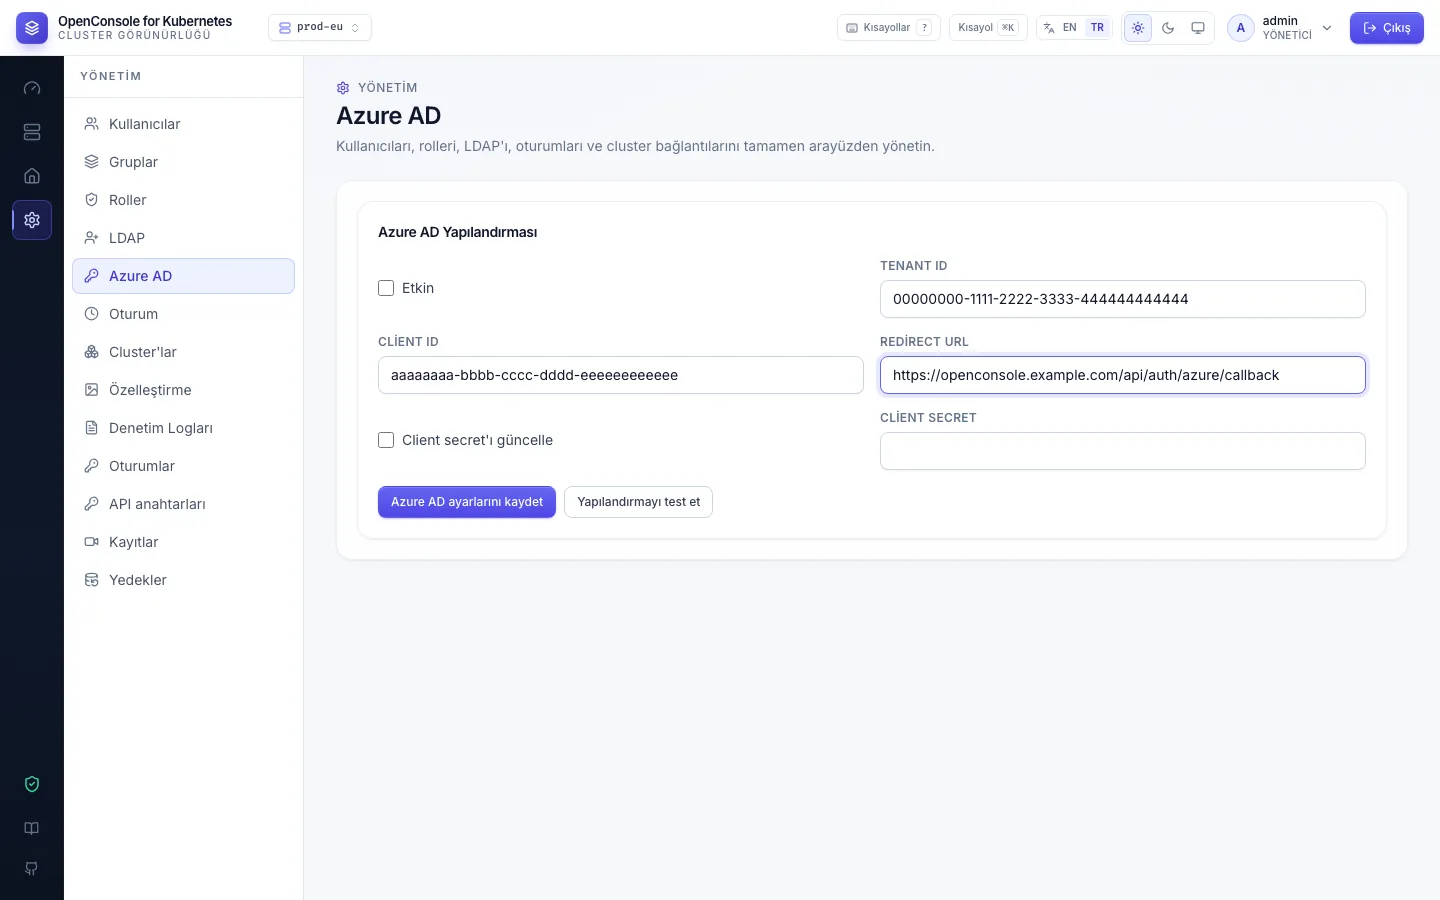 OpenConsole for Kubernetes
CLUSTER GÖRÜNÜRLÜĞÜ
prod-eu
Kısayollar ?
Kısayol ⌘K
EN TR
A
admin
YÖNETİCİ
Çıkış
YÖNETİM
Kullanıcılar
Gruplar
Roller
LDAP
Azure AD
Oturum
Cluster'lar
Özelleştirme
Denetim Logları
Oturumlar
API anahtarları
Kayıtlar
Yedekler
YÖNETİM
Azure AD
Kullanıcıları, rolleri, LDAP'ı, oturumları ve cluster bağlantılarını tamamen arayüzden yönetin.
Azure AD Yapılandırması
Etkin
TENANT ID
00000000-1111-2222-3333-444444444444
CLİENT ID
aaaaaaaa-bbbb-cccc-dddd-eeeeeeeeeeee
REDİRECT URL
https://openconsole.example.com/api/auth/azure/callback
Client secret'ı güncelle
CLİENT SECRET
Azure AD ayarlarını kaydet
Yapılandırmayı test et